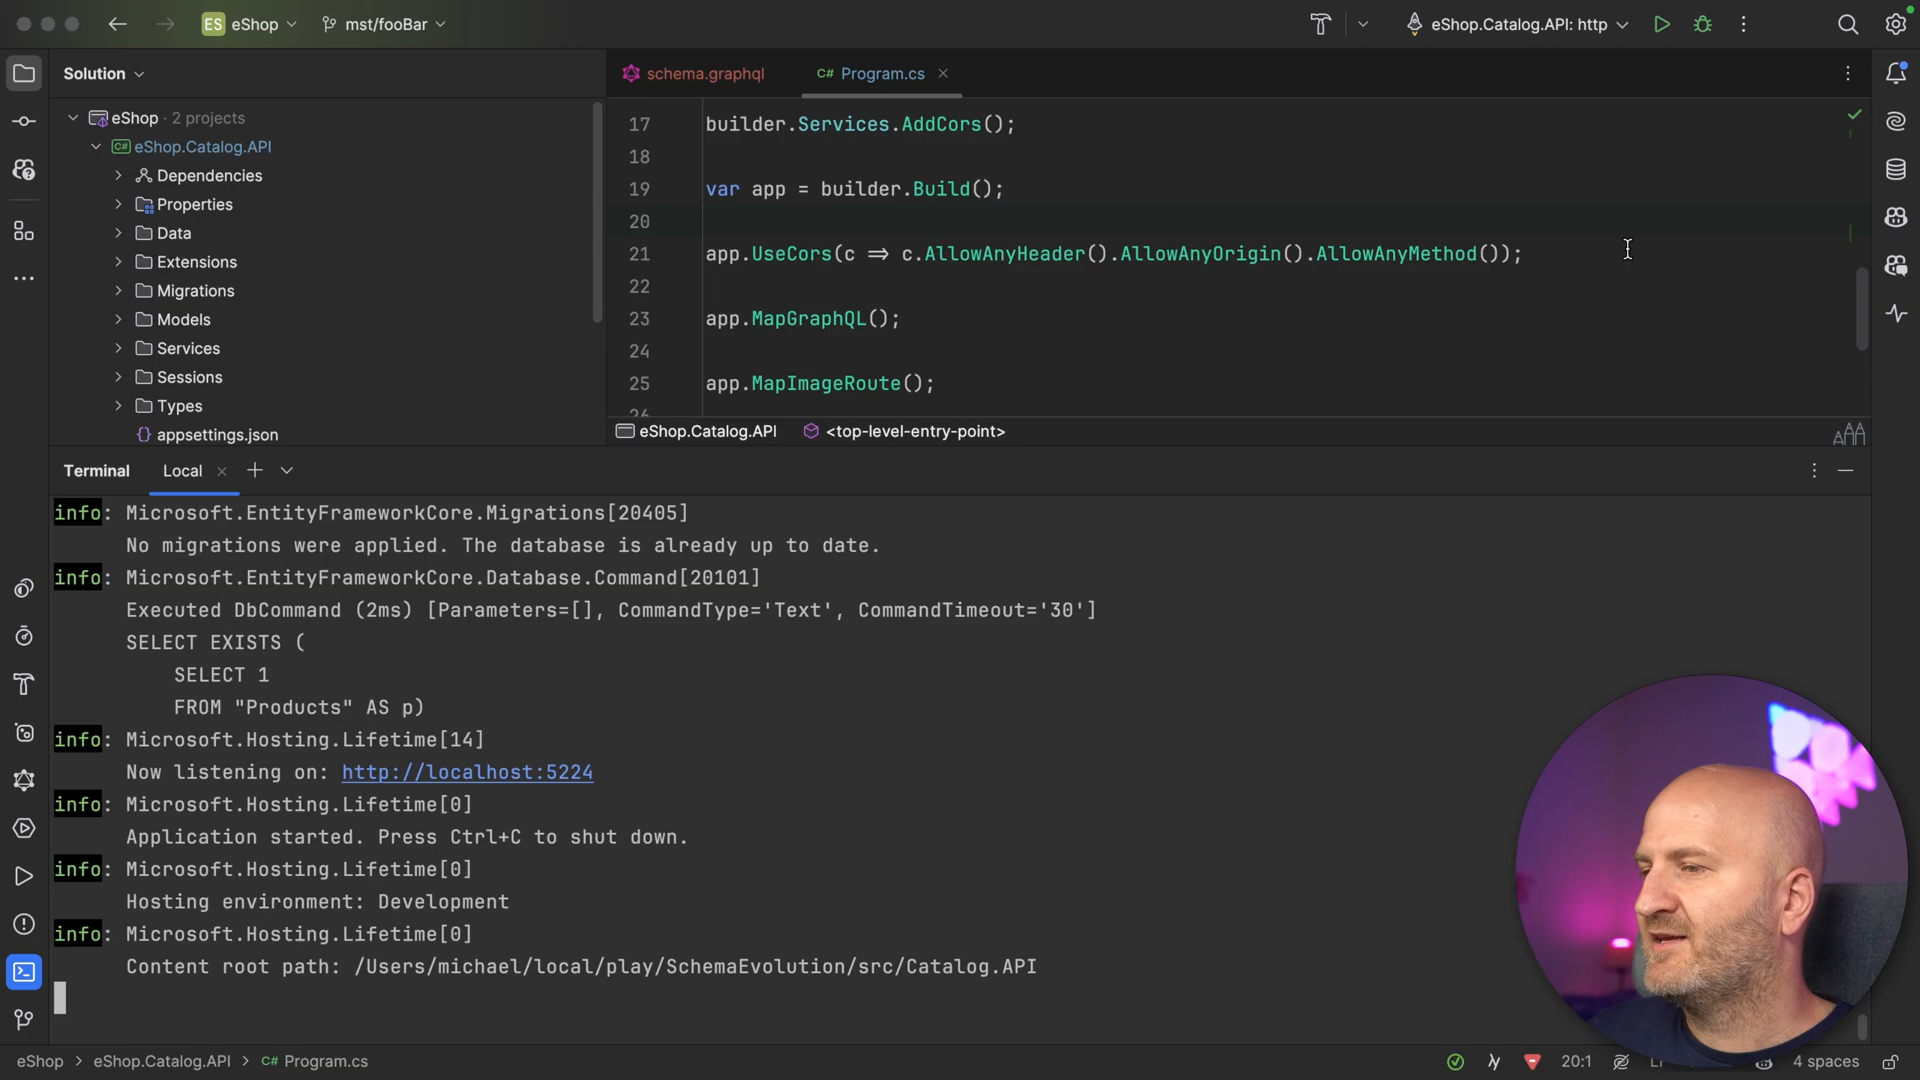 ES eShop
mst/fooBar
eShop.Catalog.API: http
Solution
schema.graphql
C# Program.cs
eShop · 2 projects
C# eShop.Catalog.API
Dependencies
Properties
Data
Extensions
Migrations
Models
Services
Sessions
Types
{} appsettings.json
17 builder.Services.AddCors();
18
19 var app = builder.Build();
20
21 app.UseCors(c => c.AllowAnyHeader().AllowAnyOrigin().AllowAnyMethod());
22
23 app.MapGraphQL();
24
25 app.MapImageRoute();
26
eShop.Catalog.API <top-level-entry-point>
Terminal Local
info: Microsoft.EntityFrameworkCore.Migrations[20405]
No migrations were applied. The database is already up to date.
info: Microsoft.EntityFrameworkCore.Database.Command[20101]
Executed DbCommand (2ms) [Parameters=[], CommandType='Text', CommandTimeout='30']
SELECT EXISTS (
SELECT 1
FROM "Products" AS p)
info: Microsoft.Hosting.Lifetime[14]
Now listening on: http://localhost:5224
info: Microsoft.Hosting.Lifetime[0]
Application started. Press Ctrl+C to shut down.
info: Microsoft.Hosting.Lifetime[0]
Hosting environment: Development
info: Microsoft.Hosting.Lifetime[0]
Content root path: /Users/michael/local/play/SchemaEvolution/src/Catalog.API
eShop > eShop.Catalog.API > C# Program.cs
20:1
4 spaces